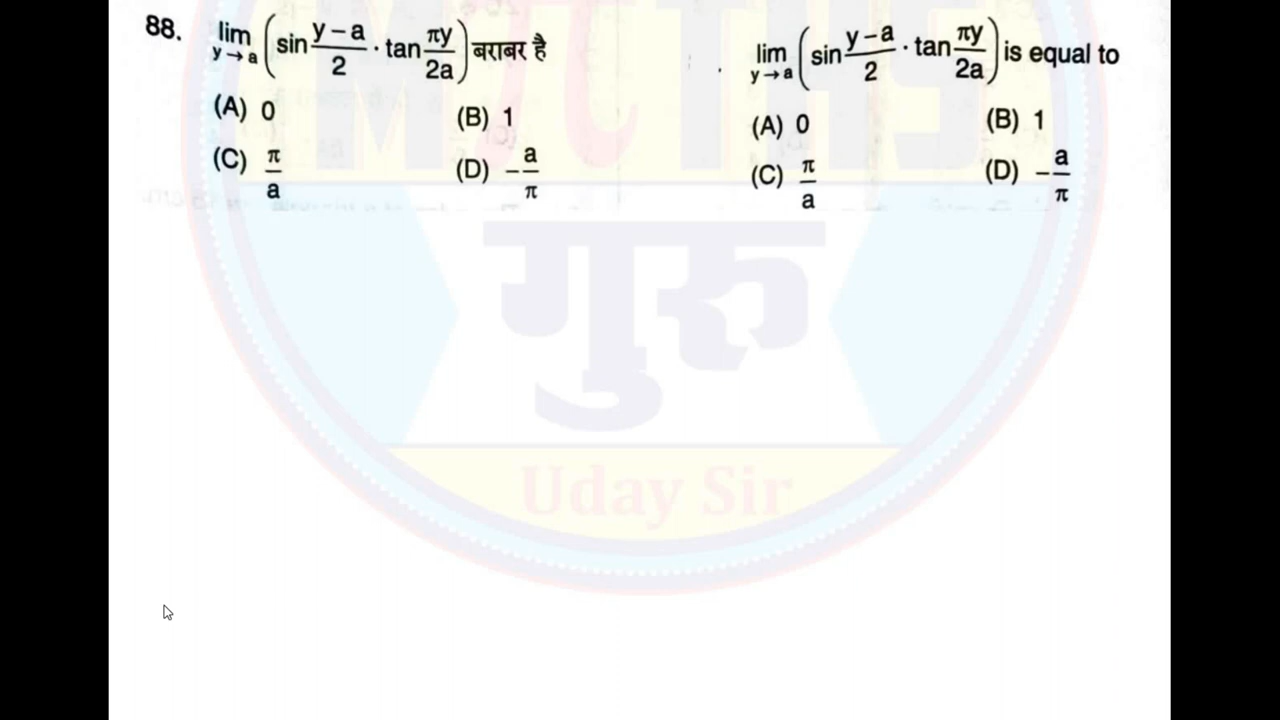 88. lim y→a (sin y–a/2 · tan πy/2a) बराबर है
(A) 0 (B) 1
(C) π/a (D) –a/π
lim y→a (sin y–a/2 · tan πy/2a) is equal to
(A) 0 (B) 1
(C) π/a (D) –a/π
MπTHS
गुरु
Uday Sir